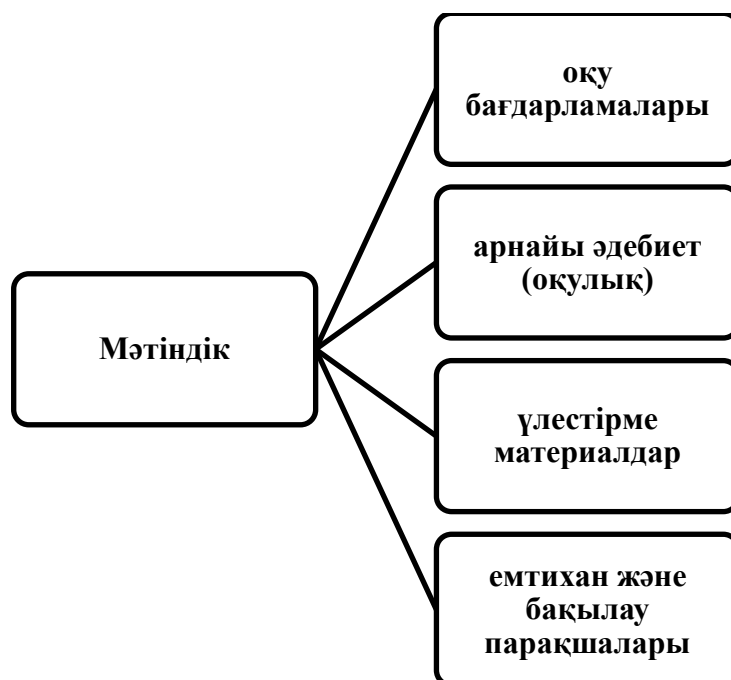 оқу
бағдарламалары
арнайы әдебиет
(оқулық)
Мәтіндік
үлестірме
материалдар
емтихан және
бақылау
парақшалары